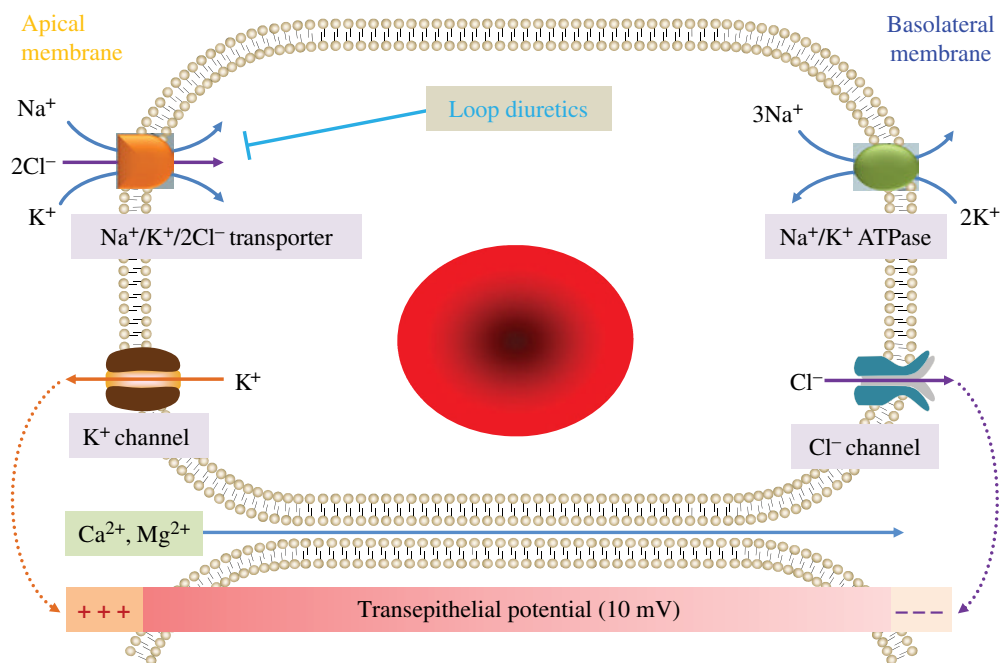 Apical
membrane
Basolateral
membrane
Na⁺
2Cl⁻
K⁺
Loop diuretics
3Na⁺
2K⁺
Na⁺/K⁺/2Cl⁻ transporter
Na⁺/K⁺ ATPase
K⁺
Cl⁻
K⁺ channel
Cl⁻ channel
Ca²⁺, Mg²⁺
+ + + Transepithelial potential (10 mV) – – –